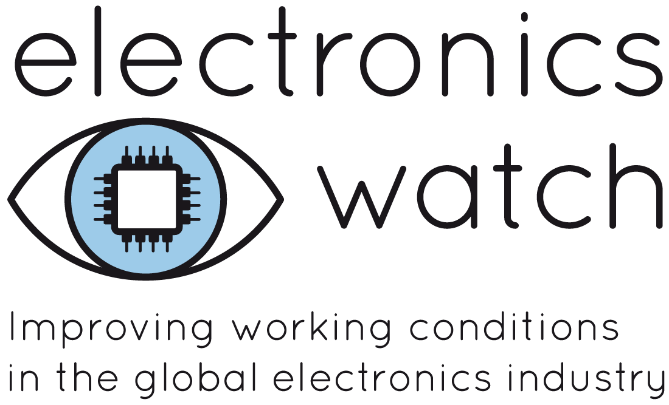 electronics
watch
Improving working conditions
in the global electronics industry